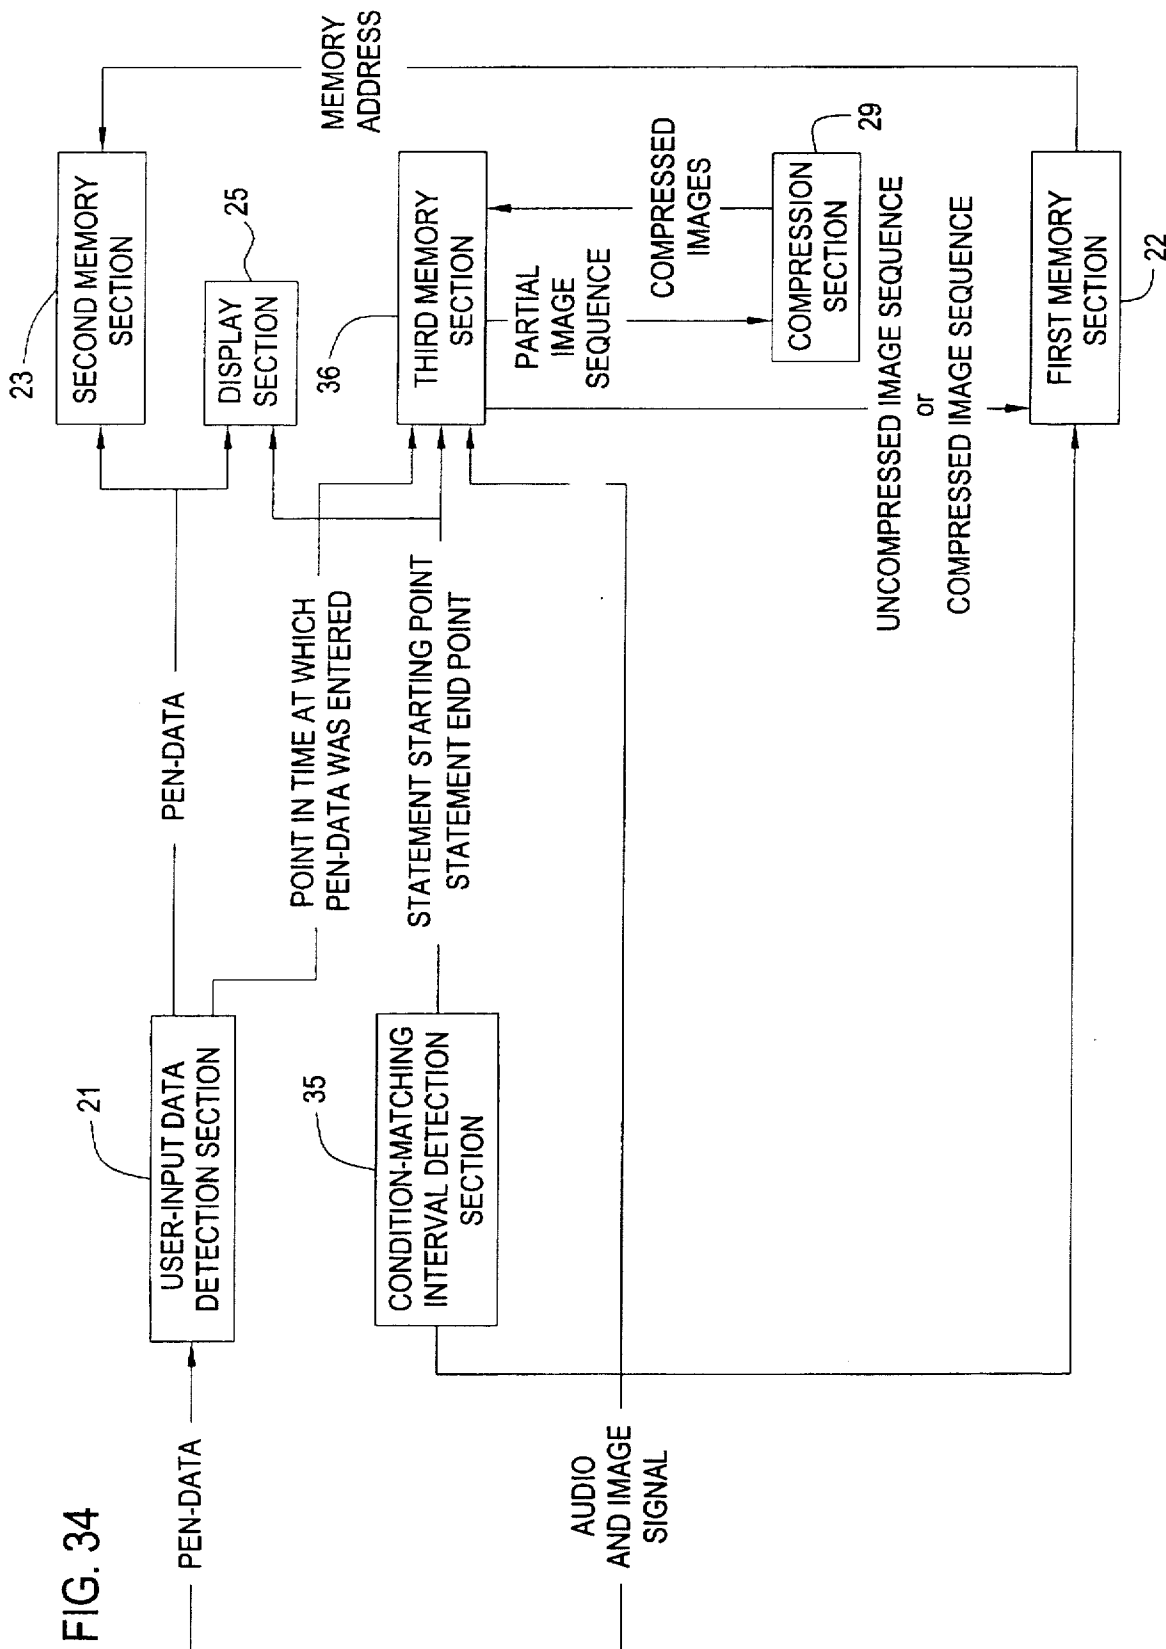 FIG. 34
PEN-DATA
21
USER-INPUT DATA
DETECTION SECTION
PEN-DATA
23
SECOND MEMORY
SECTION
25
DISPLAY
SECTION
MEMORY
ADDRESS
POINT IN TIME AT WHICH
PEN-DATA WAS ENTERED
35
CONDITION-MATCHING
INTERVAL DETECTION
SECTION
STATEMENT STARTING POINT
STATEMENT END POINT
36
THIRD MEMORY
SECTION
PARTIAL
IMAGE
SEQUENCE
COMPRESSED
IMAGES
29
COMPRESSION
SECTION
AUDIO
AND IMAGE
SIGNAL
UNCOMPRESSED IMAGE SEQUENCE
or
COMPRESSED IMAGE SEQUENCE
FIRST MEMORY
SECTION
22